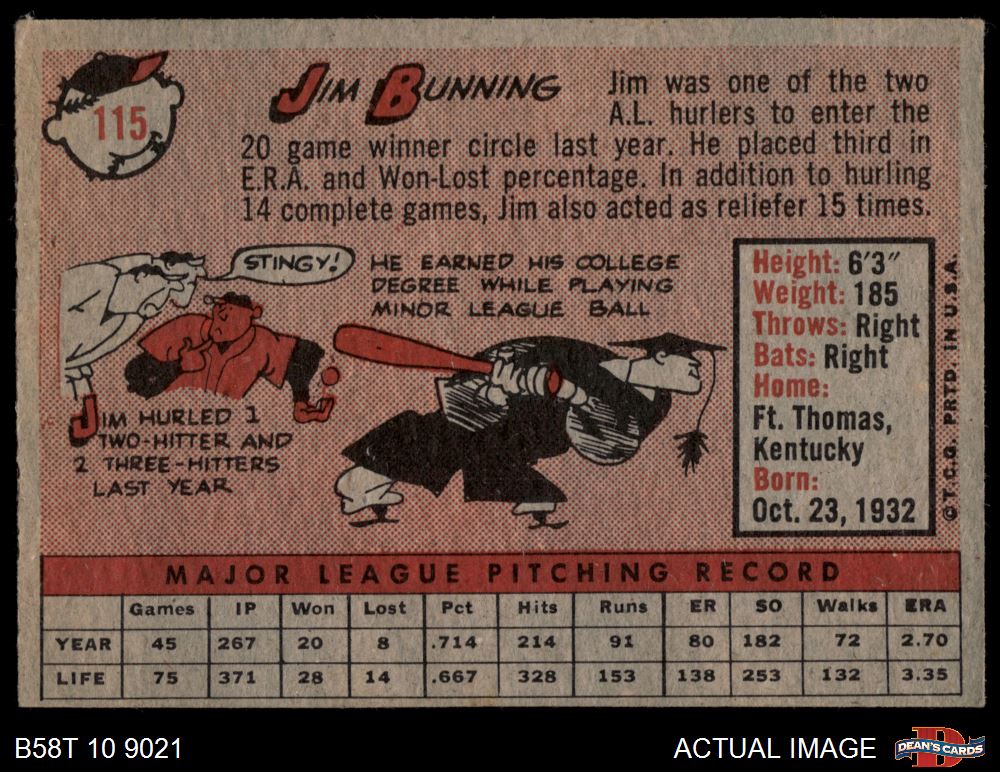 115
JIM BUNNING
Jim was one of the two
A.L. hurlers to enter the
20 game winner circle last year. He placed third in
E.R.A. and Won-Lost percentage. In addition to hurling
14 complete games, Jim also acted as reliefer 15 times.
STINGY!
HE EARNED HIS COLLEGE
DEGREE WHILE PLAYING
MINOR LEAGUE BALL
JIM HURLED 1
TWO-HITTER AND
2 THREE-HITTERS
LAST YEAR
Height: 6'3"
Weight: 185
Throws: Right
Bats: Right
Home:
Ft. Thomas,
Kentucky
Born:
Oct. 23, 1932
©T.C.G. PRTD. IN U.S.A.
MAJOR LEAGUE PITCHING RECORD
Games IP Won Lost Pct Hits Runs ER SO Walks ERA
YEAR 45 267 20 8 .714 214 91 80 182 72 2.70
LIFE 75 371 28 14 .667 328 153 138 253 132 3.35
B58T 10 9021
ACTUAL IMAGE
D
DEAN'S CARDS